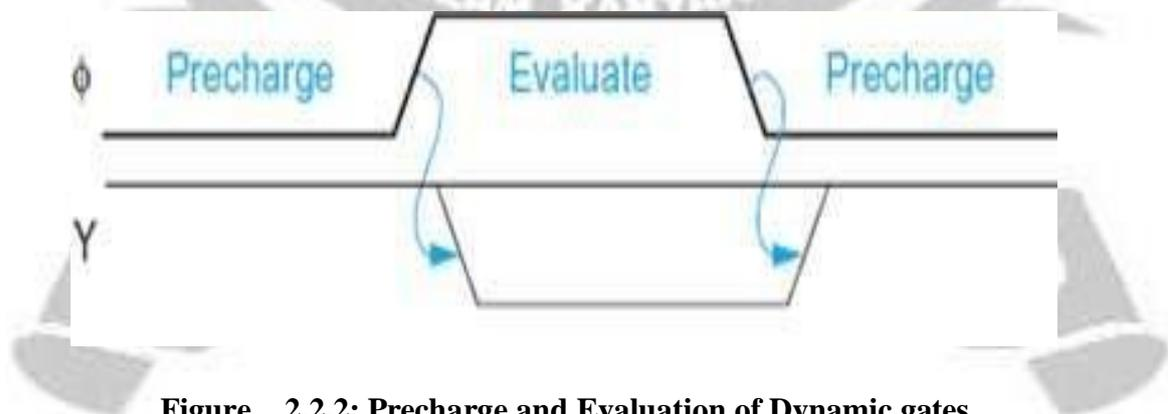 ϕ Precharge Evaluate Precharge
Y
Figure 2.2.2: Precharge and Evaluation of Dynamic gates